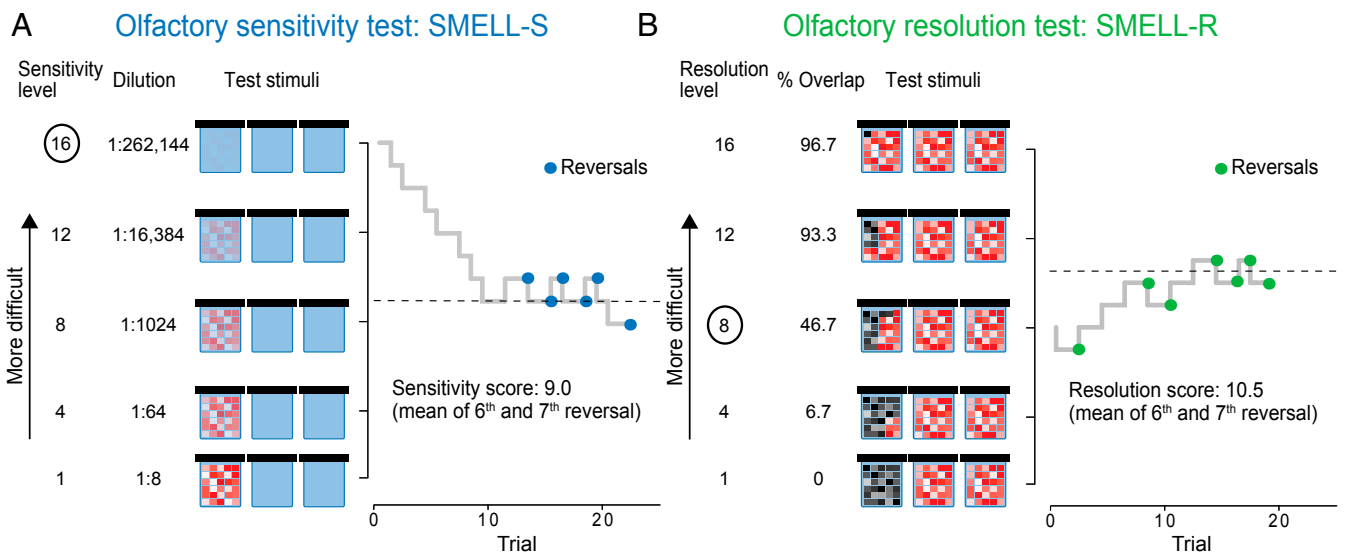 A
Olfactory sensitivity test: SMELL-S
Sensitivity
level
Dilution
Test stimuli
16
1:262,144
12
1:16,384
8
1:1024
4
1:64
1
1:8
More difficult
Reversals
Sensitivity score: 9.0
(mean of 6th and 7th reversal)
0
10
20
Trial
B
Olfactory resolution test: SMELL-R
Resolution
level
% Overlap
Test stimuli
16
96.7
12
93.3
8
46.7
4
6.7
1
0
More difficult
Reversals
Resolution score: 10.5
(mean of 6th and 7th reversal)
0
10
20
Trial